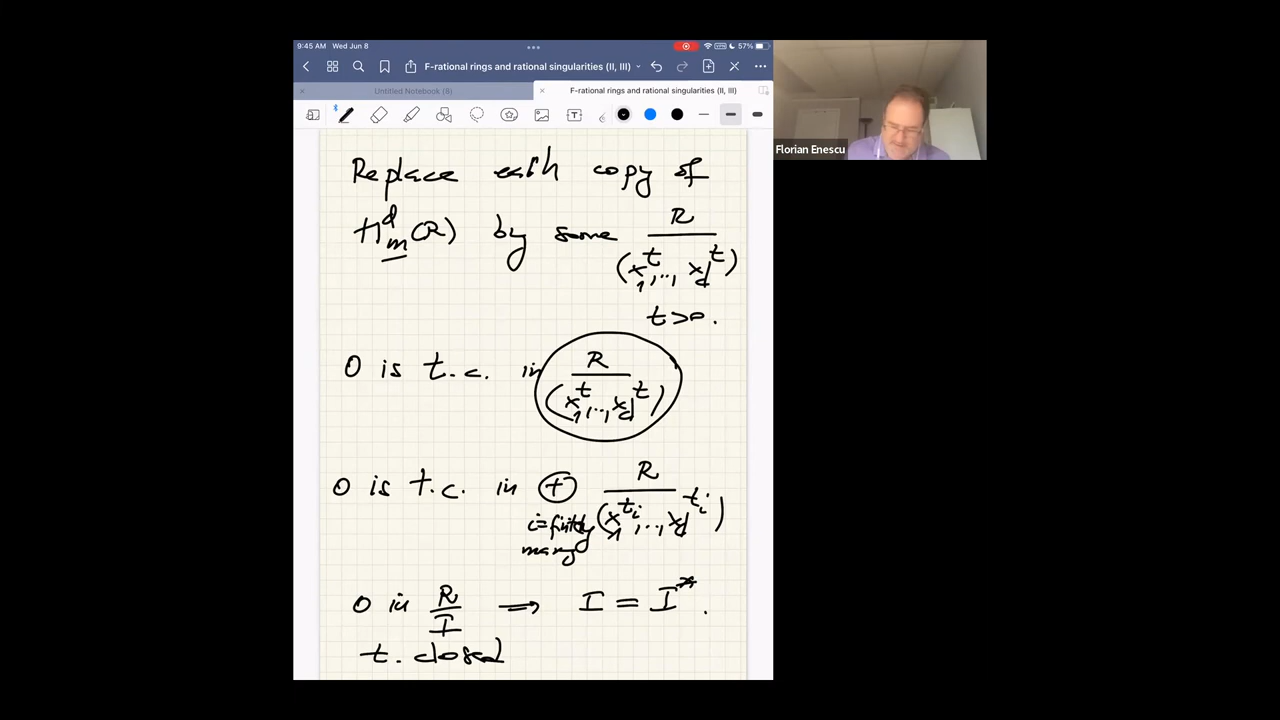 9:45 AM Wed Jun 8
57%
F-rational rings and rational singularities (II, III)
Untitled Notebook (8)
F-rational rings and rational singularities (II, III)
Florian Enescu
Replace each copy of
H^d_m(R) by some R/(x_1^t, .., x_d^t)
t>0.
0 is t.c. in R/(x_1^t, .., x_d^t)
0 is t.c. in ⊕ R/(x_1^{t_i}, .., x_d^{t_i})
i=finitely
many
0 in R/I ⟹ I = I^*.
t. closed